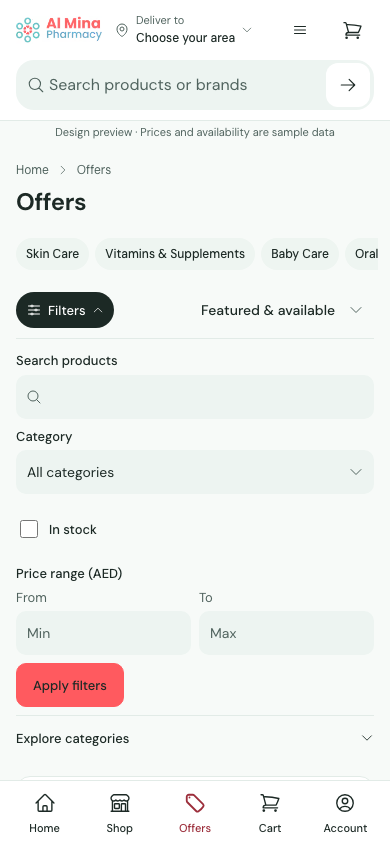 Al Mina
Pharmacy
Deliver to
Choose your area
Search products or brands
Design preview · Prices and availability are sample data
Home
Offers
Offers
Skin Care
Vitamins & Supplements
Baby Care
Oral
Filters
Featured & available
Search products
Category
All categories
In stock
Price range (AED)
From
To
Min
Max
Apply filters
Explore categories
Home
Shop
Offers
Cart
Account